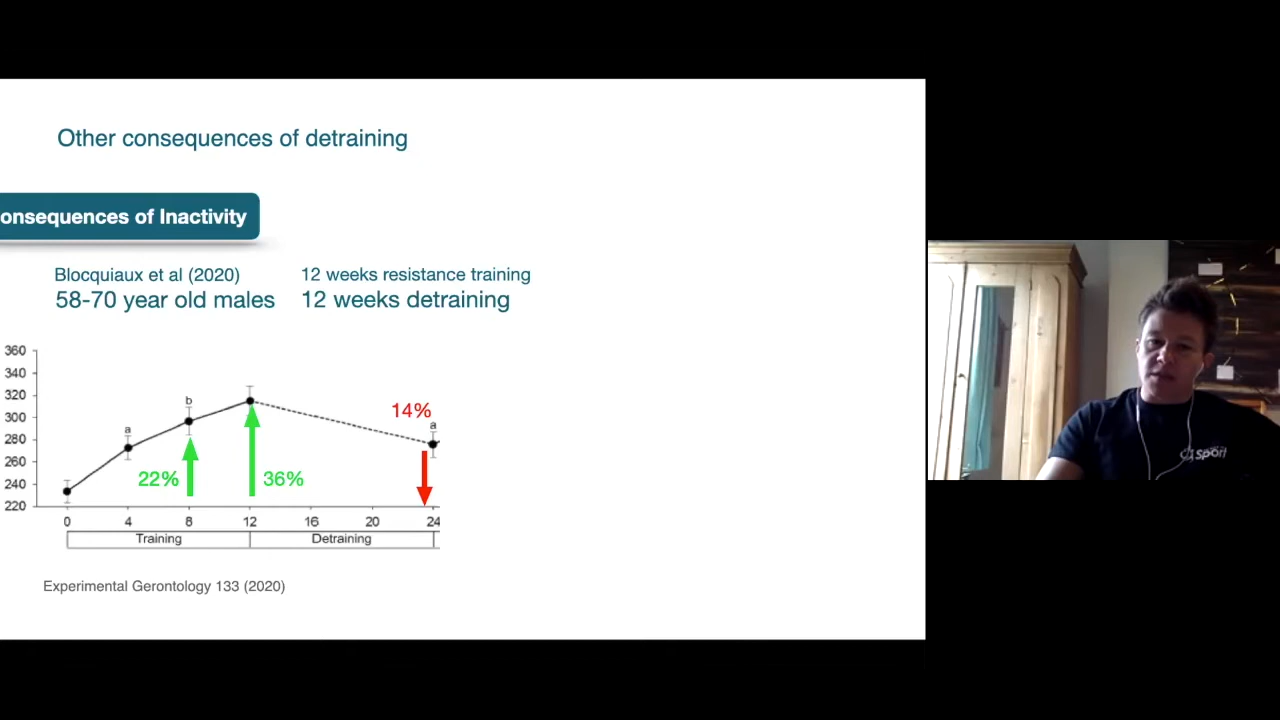 Other consequences of detraining
onsequences of Inactivity
Blocquiaux et al (2020)
58-70 year old males
12 weeks resistance training
12 weeks detraining
360
340
320
300
280
260
240
220
a
b
a
22%
36%
14%
0 4 8 12 16 20 24
Training Detraining
Experimental Gerontology 133 (2020)
sport